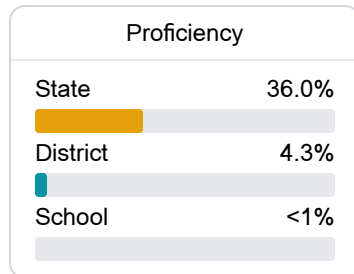 Proficiency
State 36.0%
District 4.3%
School <1%